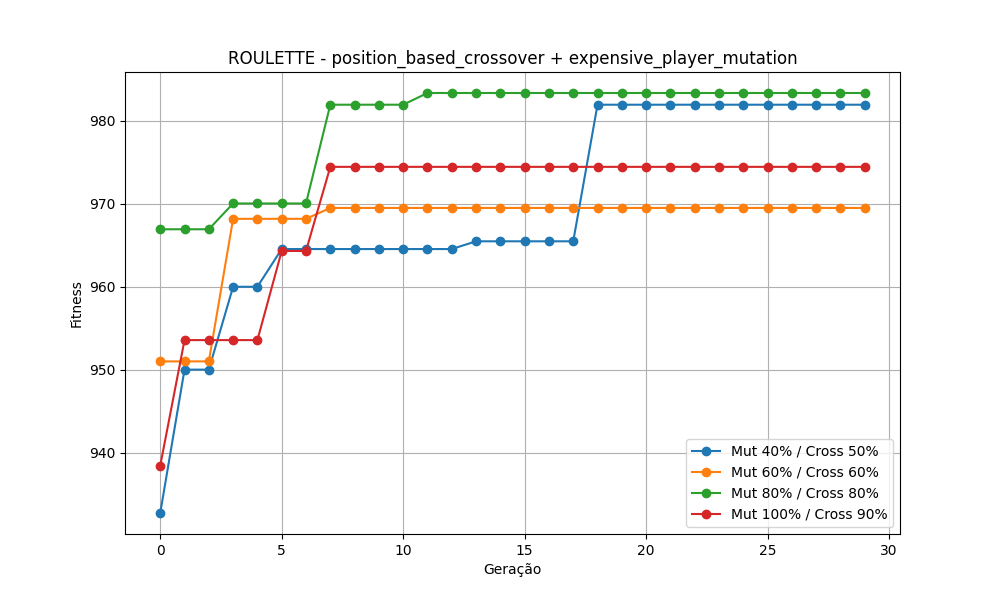 ROULETTE - position_based_crossover + expensive_player_mutation
980
970
960
950
940
Fitness
0 5 10 15 20 25 30
Geração
Mut 40% / Cross 50%
Mut 60% / Cross 60%
Mut 80% / Cross 80%
Mut 100% / Cross 90%